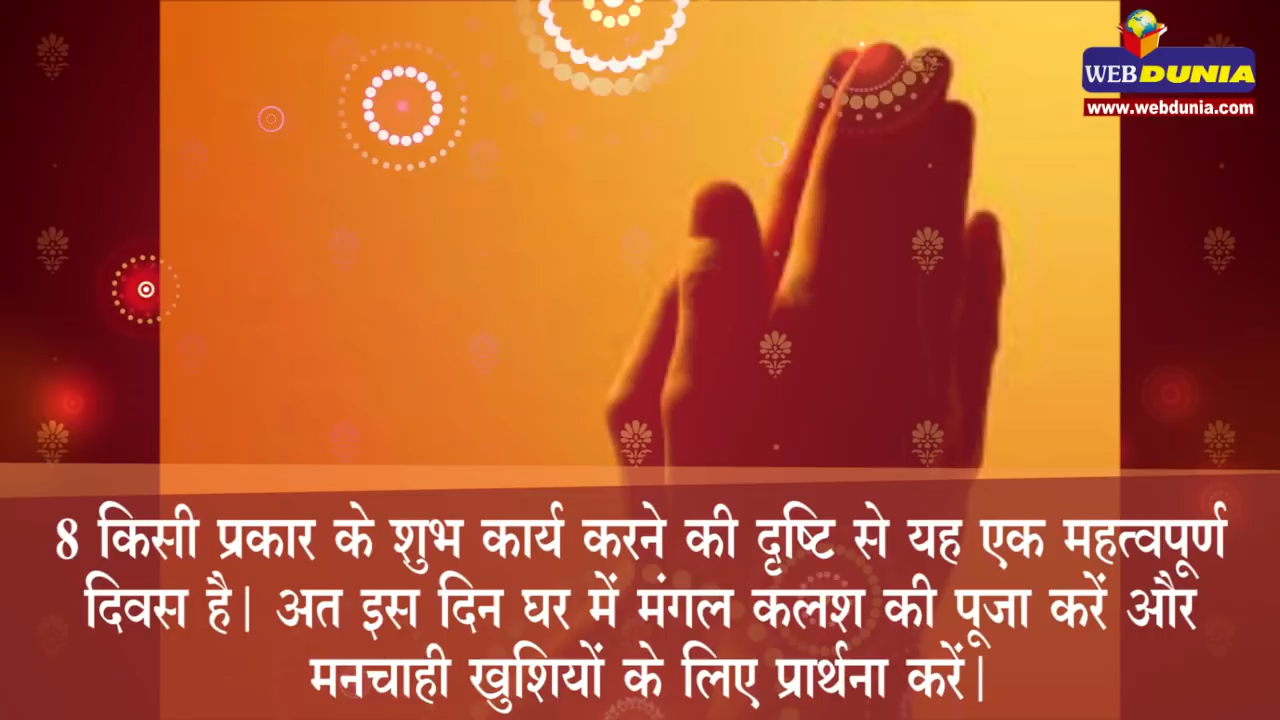 WEBDUNIA
www.webdunia.com
8 किसी प्रकार के शुभ कार्य करने की दृष्टि से यह एक महत्वपूर्ण
दिवस है| अत इस दिन घर में मंगल कलश की पूजा करें और
मनचाही खुशियों के लिए प्रार्थना करें|